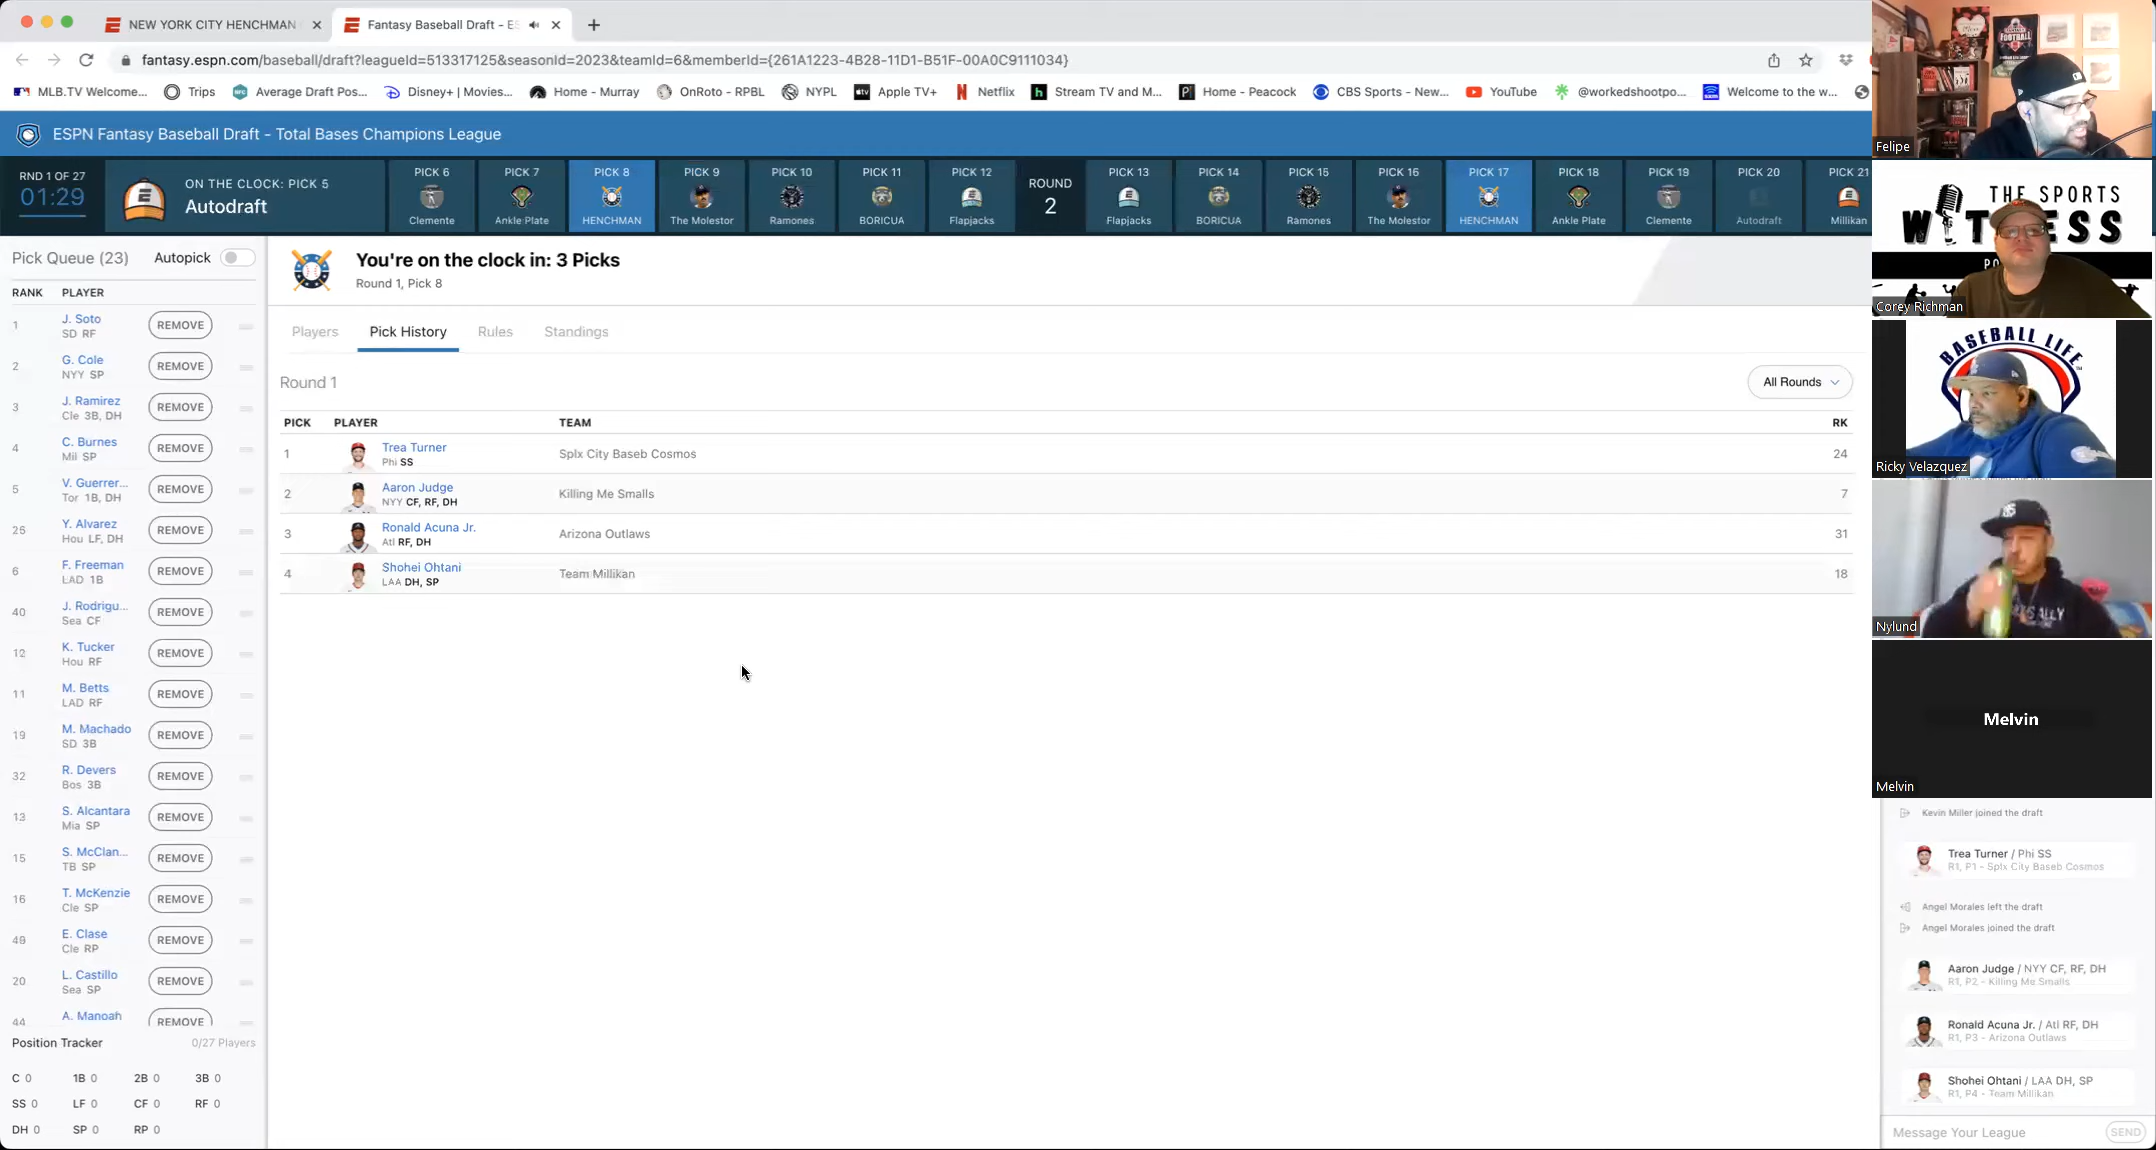 NEW YORK CITY HENCHMAN
Fantasy Baseball Draft - ES
fantasy.espn.com/baseball/draft?leagueId=513317125&seasonId=2023&teamId=6&memberId={261A1223-4B28-11D1-B51F-00A0C9111034}
MLB.TV Welcome... Trips Average Draft Pos... Disney+ | Movies... Home - Murray OnRoto - RPBL NYPL Apple TV+ Netflix Stream TV and M... Home - Peacock CBS Sports - New... YouTube @workedshootpo... Welcome to the w...
ESPN Fantasy Baseball Draft - Total Bases Champions League
RND 1 OF 27
01:29
ON THE CLOCK: PICK 5
Autodraft
PICK 6
Clemente
PICK 7
Ankle Plate
PICK 8
HENCHMAN
PICK 9
The Molestor
PICK 10
Ramones
PICK 11
BORICUA
PICK 12
Flapjacks
ROUND
2
PICK 13
Flapjacks
PICK 14
BORICUA
PICK 15
Ramones
PICK 16
The Molestor
PICK 17
HENCHMAN
PICK 18
Ankle Plate
PICK 19
Clemente
PICK 20
Autodraft
PICK 21
Millikan
Pick Queue (23) Autopick
RANK PLAYER
1 J. Soto REMOVE
SD RF
2 G. Cole REMOVE
NYY SP
3 J. Ramirez REMOVE
Cle 3B, DH
4 C. Burnes REMOVE
Mil SP
5 V. Guerrer... REMOVE
Tor 1B, DH
25 Y. Alvarez REMOVE
Hou LF, DH
6 F. Freeman REMOVE
LAD 1B
40 J. Rodrigu... REMOVE
Sea CF
12 K. Tucker REMOVE
Hou RF
11 M. Betts REMOVE
LAD RF
19 M. Machado REMOVE
SD 3B
32 R. Devers REMOVE
Bos 3B
13 S. Alcantara REMOVE
Mia SP
15 S. McClan... REMOVE
TB SP
16 T. McKenzie REMOVE
Cle SP
49 E. Clase REMOVE
Cle RP
20 L. Castillo REMOVE
Sea SP
44 A. Manoah REMOVE
Position Tracker 0/27 Players
C 0 1B 0 2B 0 3B 0
SS 0 LF 0 CF 0 RF 0
DH 0 SP 0 RP 0
You're on the clock in: 3 Picks
Round 1, Pick 8
Players Pick History Rules Standings
Round 1
All Rounds
PICK PLAYER TEAM RK
1 Trea Turner Splx City Baseb Cosmos 24
Phi SS
2 Aaron Judge Killing Me Smalls 7
NYY CF, RF, DH
3 Ronald Acuna Jr. Arizona Outlaws 31
Atl RF, DH
4 Shohei Ohtani Team Millikan 18
LAA DH, SP
Felipe
THE SPORTS
Corey Richman
BASEBALL LIFE
Ricky Velazquez
Nylund
Melvin
Melvin
Kevin Miller joined the draft
Trea Turner / Phi SS
R1, P1 - Splx City Baseb Cosmos
Angel Morales left the draft
Angel Morales joined the draft
Aaron Judge / NYY CF, RF, DH
R1, P2 - Killing Me Smalls
Ronald Acuna Jr. / Atl RF, DH
R1, P3 - Arizona Outlaws
Shohei Ohtani / LAA DH, SP
R1, P4 - Team Millikan
Message Your League SEND